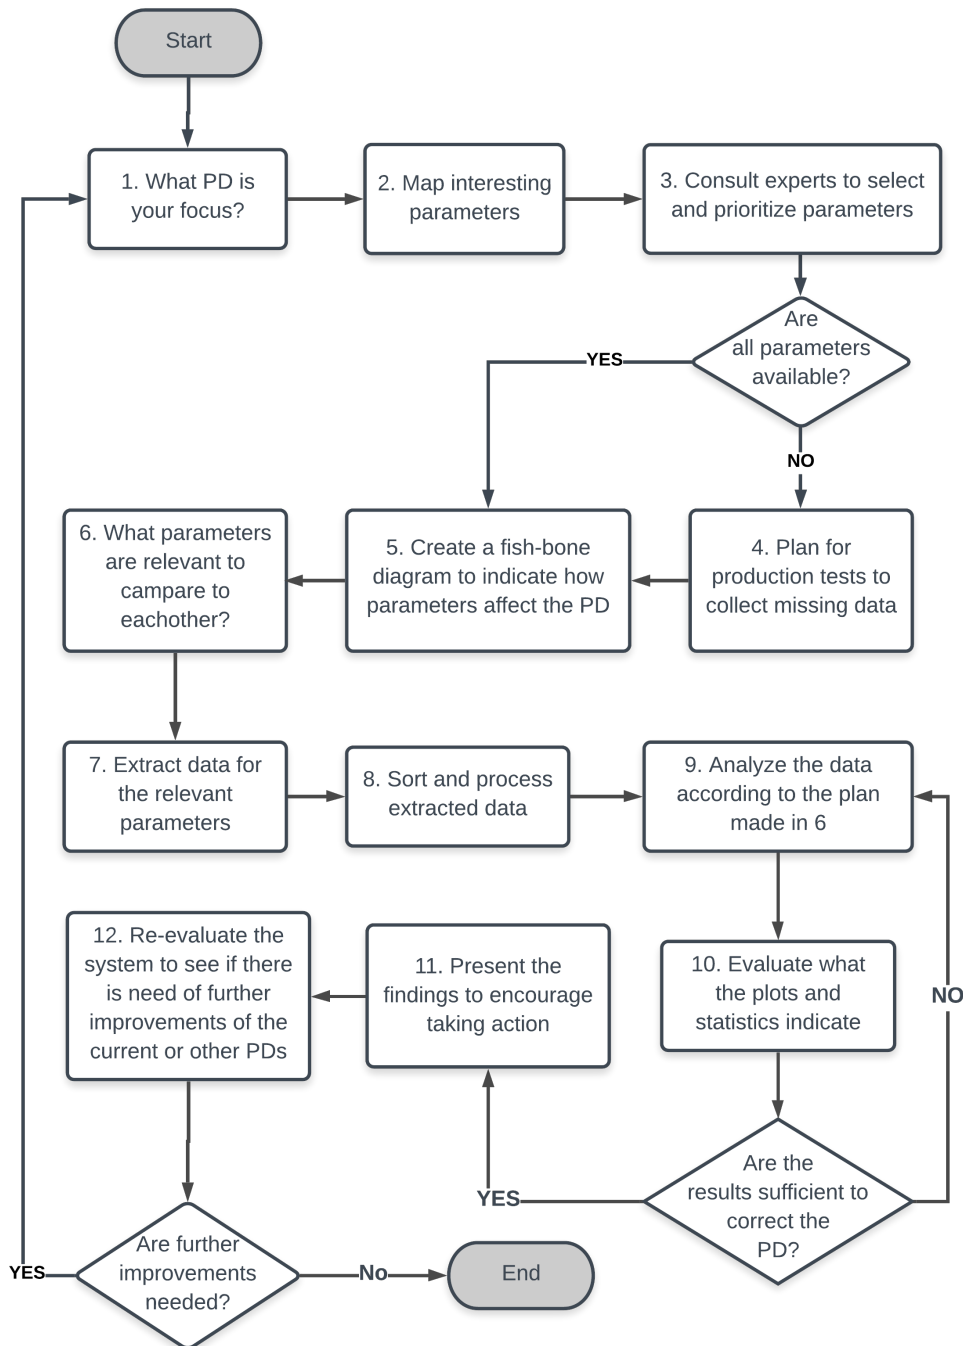 Start
1. What PD is
your focus?
2. Map interesting
parameters
3. Consult experts to select
and prioritize parameters
Are
all parameters
available?
YES
NO
6. What parameters
are relevant to
campare to
eachother?
5. Create a fish-bone
diagram to indicate how
parameters affect the PD
4. Plan for
production tests to
collect missing data
7. Extract data for
the relevant
parameters
8. Sort and process
extracted data
9. Analyze the data
according to the plan
made in 6
12. Re-evaluate the
system to see if there
is need of further
improvements of the
current or other PDs
11. Present the
findings to encourage
taking action
10. Evaluate what
the plots and
statistics indicate
NO
Are the
results sufficient to
correct the
PD?
YES
Are further
improvements
needed?
YES
No
End